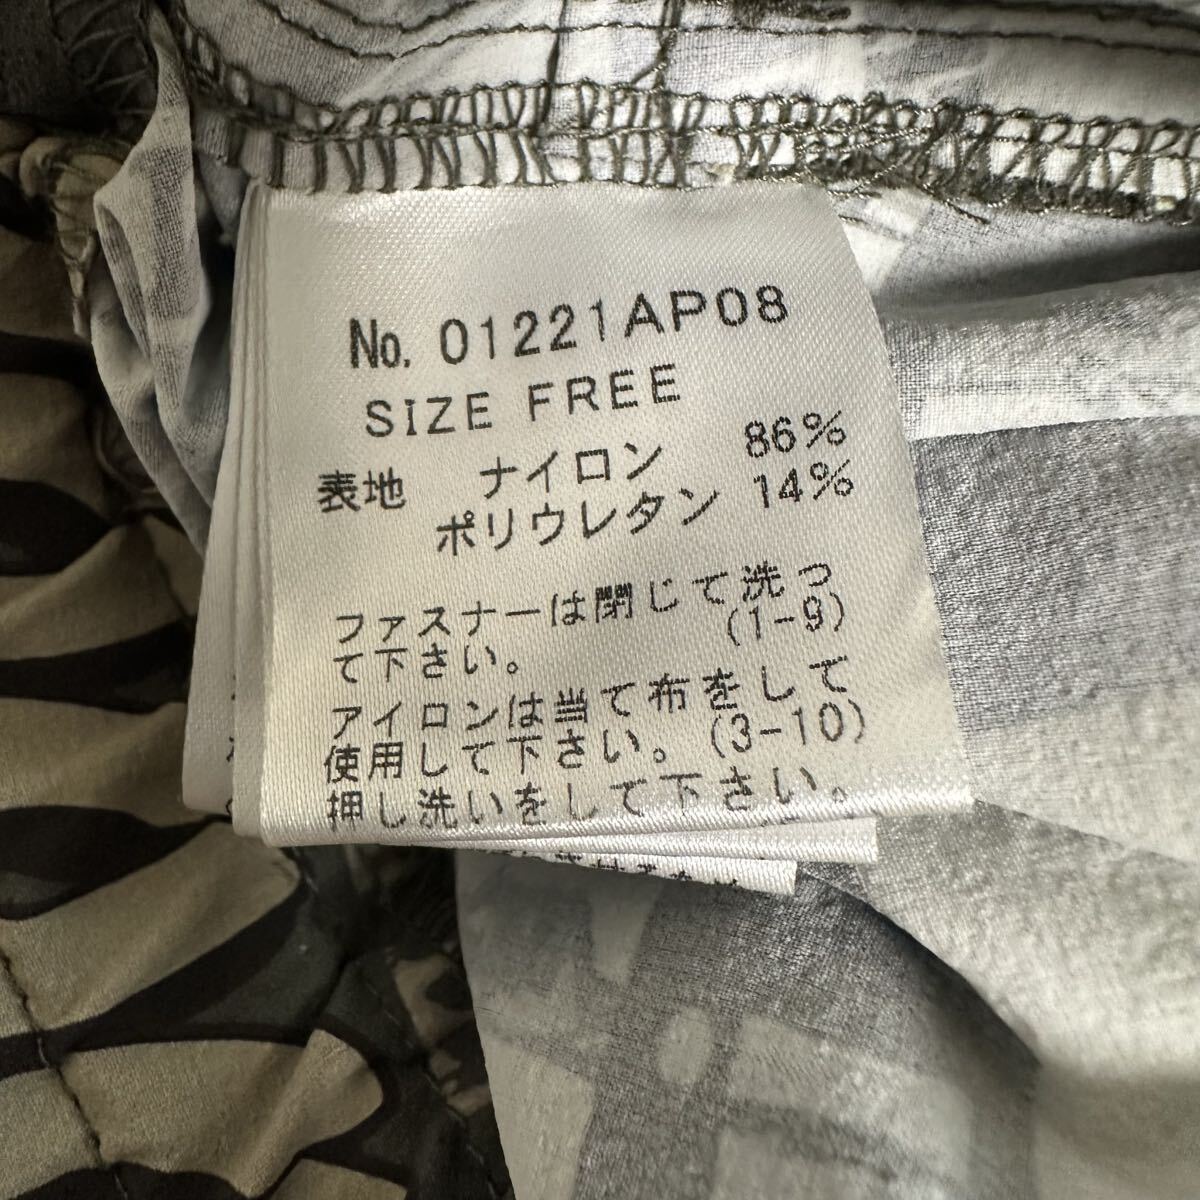 No. 01221AP08
SIZE FREE
表地 ナイロン 86%
ポリウレタン 14%
ファスナーは閉じて洗っ
て下さい。 (1-9)
アイロンは当て布をして
使用して下さい。(3-10)
押し洗いをして下さい。